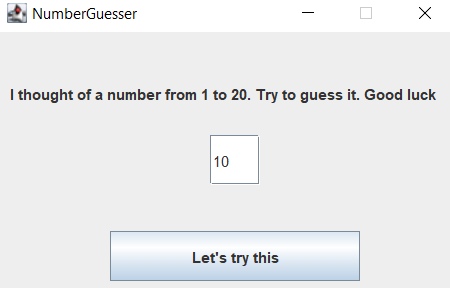 NumberGuesser
I thought of a number from 1 to 20. Try to guess it. Good luck
10
Let's try this